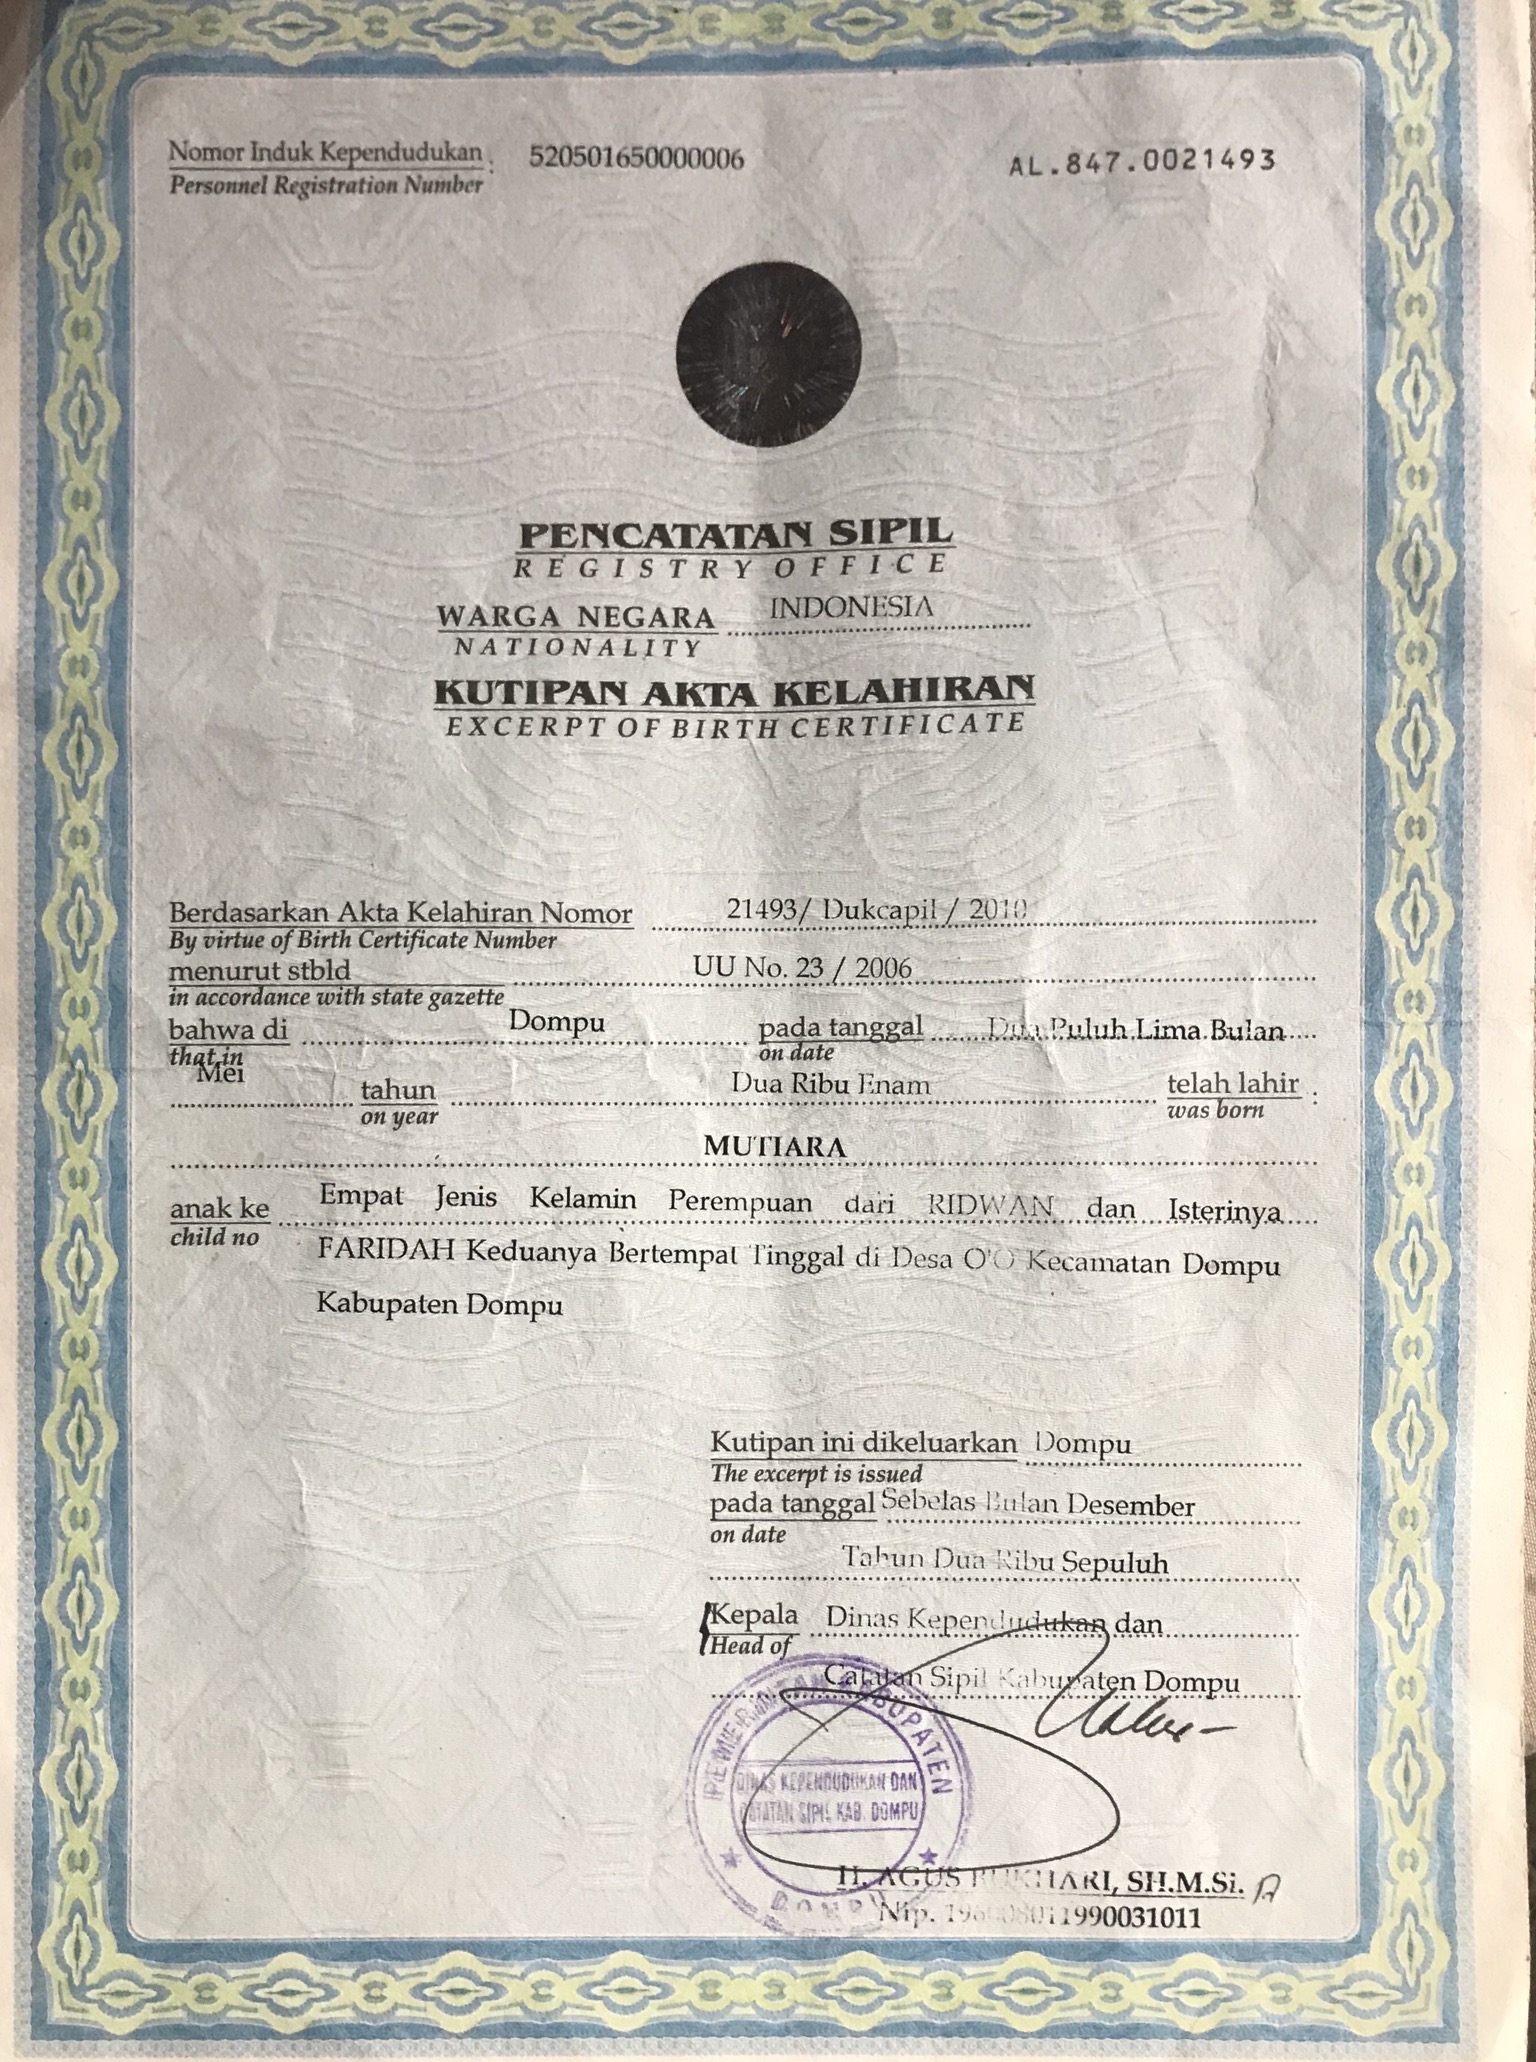 Nomor Induk Kependudukan : 520501650000006
Personnel Registration Number
AL.847.0021493
PENCATATAN SIPIL
REGISTRY OFFICE
WARGA NEGARA INDONESIA
NATIONALITY
KUTIPAN AKTA KELAHIRAN
EXCERPT OF BIRTH CERTIFICATE
Berdasarkan Akta Kelahiran Nomor 21493/ Dukcapil / 2010
By virtue of Birth Certificate Number
menurut stbld UU No. 23 / 2006
in accordance with state gazette
bahwa di Dompu pada tanggal Dua Puluh Lima Bulan
that in on date
Mei tahun Dua Ribu Enam telah lahir :
on year was born
MUTIARA
anak ke Empat Jenis Kelamin Perempuan dari RIDWAN dan Isterinya
child no
FARIDAH Keduanya Bertempat Tinggal di Desa O'O Kecamatan Dompu
Kabupaten Dompu
Kutipan ini dikeluarkan Dompu
The excerpt is issued
pada tanggal Sebelas Bulan Desember
on date
Tahun Dua Ribu Sepuluh
Kepala Dinas Kependudukan dan
Head of
Catatan Sipil Kabupaten Dompu
PEMERINTAH KABUPATEN
DINAS KEPENDUDUKAN DAN
CATATAN SIPIL KAB. DOMPU
DOMPU
H. AGUS BUKHARI, SH.M.Si.
Nip.